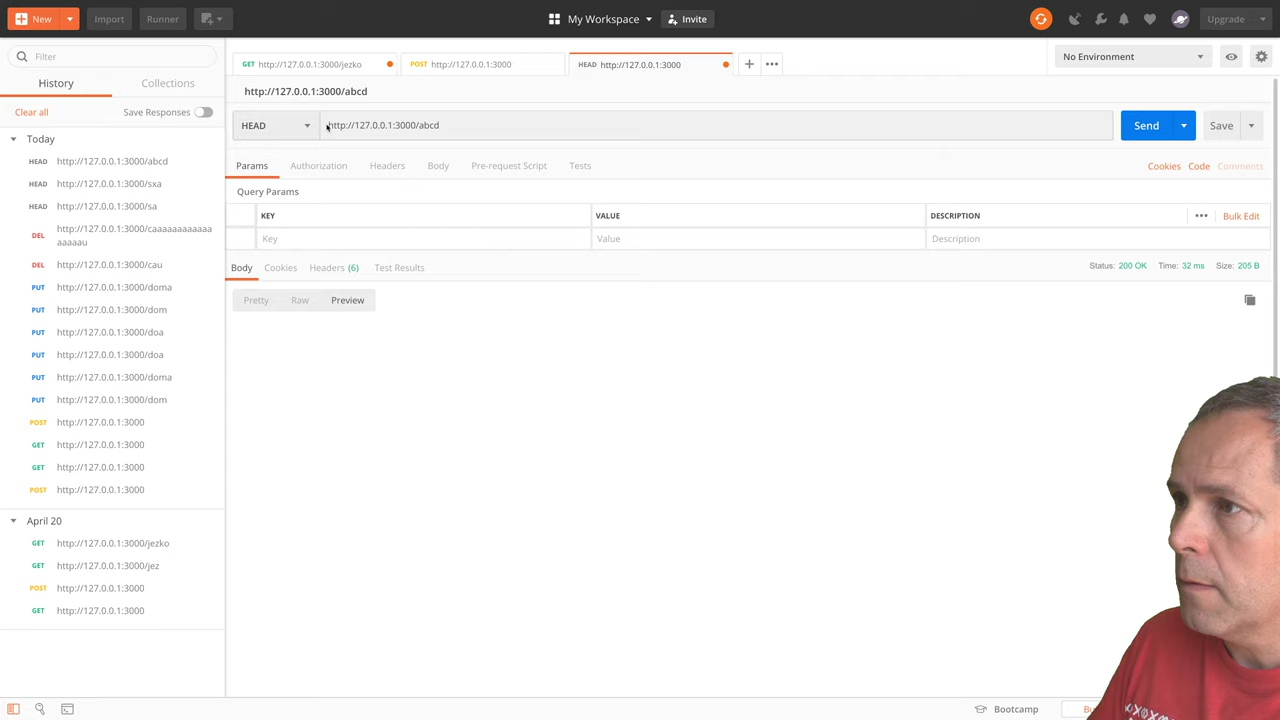 New
Import
Runner
My Workspace
Invite
Upgrade
Filter
History
Collections
Clear all
Save Responses
Today
HEAD http://127.0.0.1:3000/abcd
HEAD http://127.0.0.1:3000/sxa
HEAD http://127.0.0.1:3000/sa
DEL http://127.0.0.1:3000/caaaaaaaaaaaa
aaaaau
DEL http://127.0.0.1:3000/cau
PUT http://127.0.0.1:3000/doma
PUT http://127.0.0.1:3000/dom
PUT http://127.0.0.1:3000/doa
PUT http://127.0.0.1:3000/doa
PUT http://127.0.0.1:3000/doma
PUT http://127.0.0.1:3000/dom
POST http://127.0.0.1:3000
GET http://127.0.0.1:3000
GET http://127.0.0.1:3000
POST http://127.0.0.1:3000
April 20
GET http://127.0.0.1:3000/jezko
GET http://127.0.0.1:3000/jez
POST http://127.0.0.1:3000
GET http://127.0.0.1:3000
GET http://127.0.0.1:3000/jezko
POST http://127.0.0.1:3000
HEAD http://127.0.0.1:3000
No Environment
http://127.0.0.1:3000/abcd
HEAD
http://127.0.0.1:3000/abcd
Send
Save
Params
Authorization
Headers
Body
Pre-request Script
Tests
Cookies
Code
Comments
Query Params
KEY
VALUE
DESCRIPTION
Bulk Edit
Key
Value
Description
Body
Cookies
Headers (6)
Test Results
Status: 200 OK
Time: 32 ms
Size: 205 B
Pretty
Raw
Preview
Bootcamp